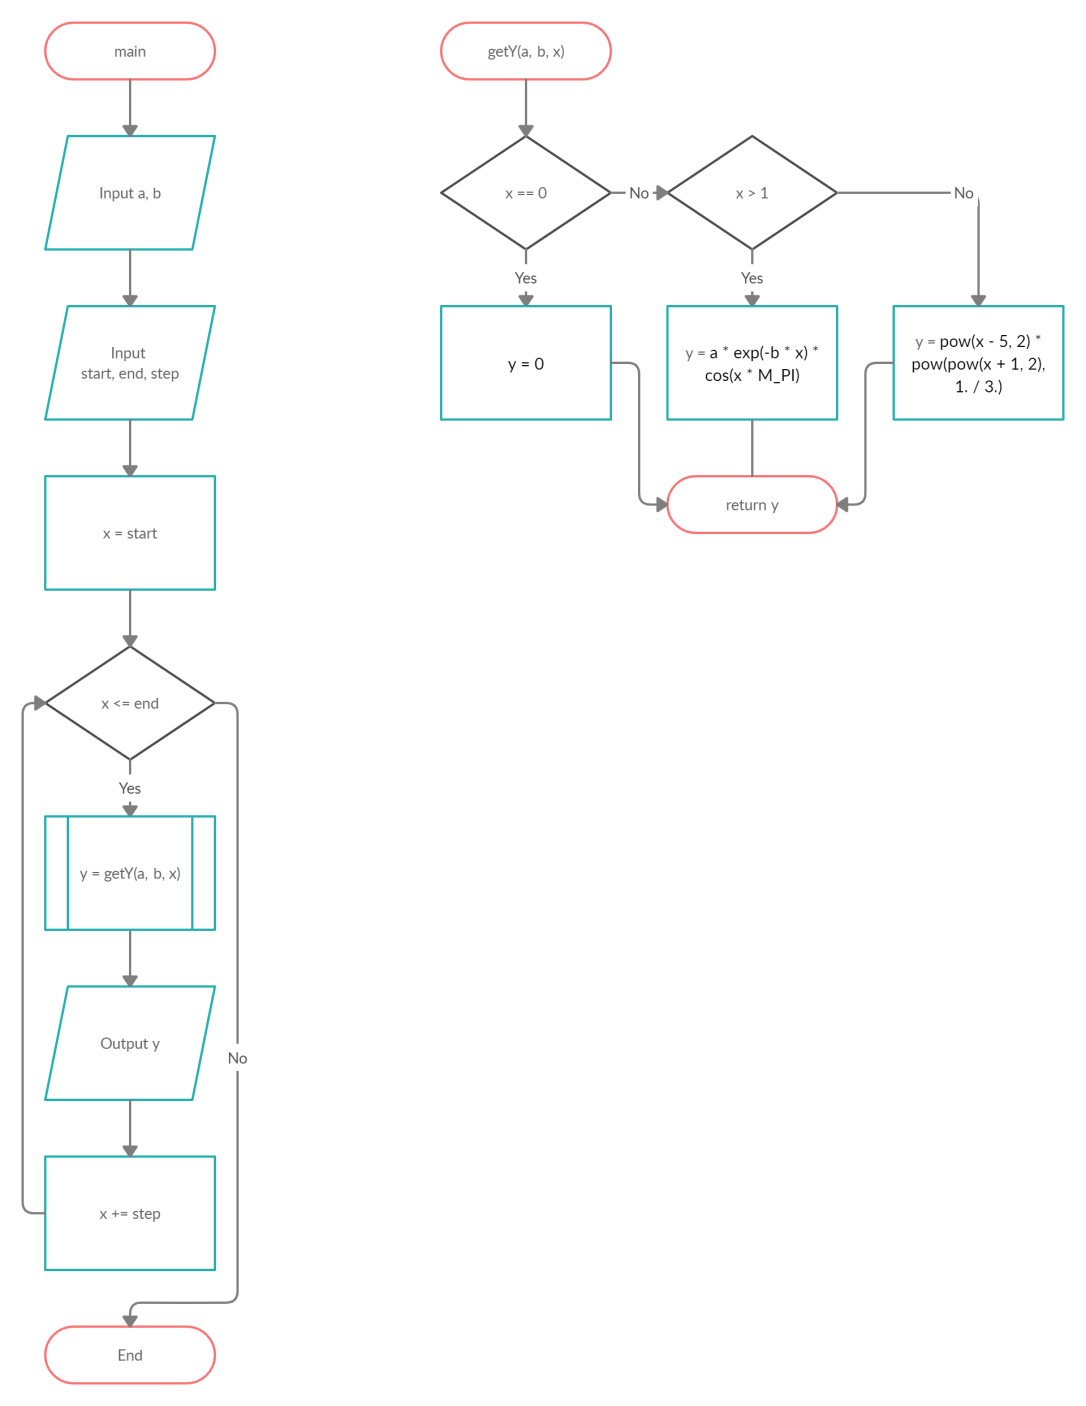 main
Input a, b
Input
start, end, step
x = start
x <= end
Yes
y = getY(a, b, x)
Output y
No
x += step
End
getY(a, b, x)
x == 0
No
x > 1
No
Yes
Yes
y = 0
y = a * exp(-b * x) *
cos(x * M_PI)
y = pow(x - 5, 2) *
pow(pow(x + 1, 2),
1. / 3.)
return y